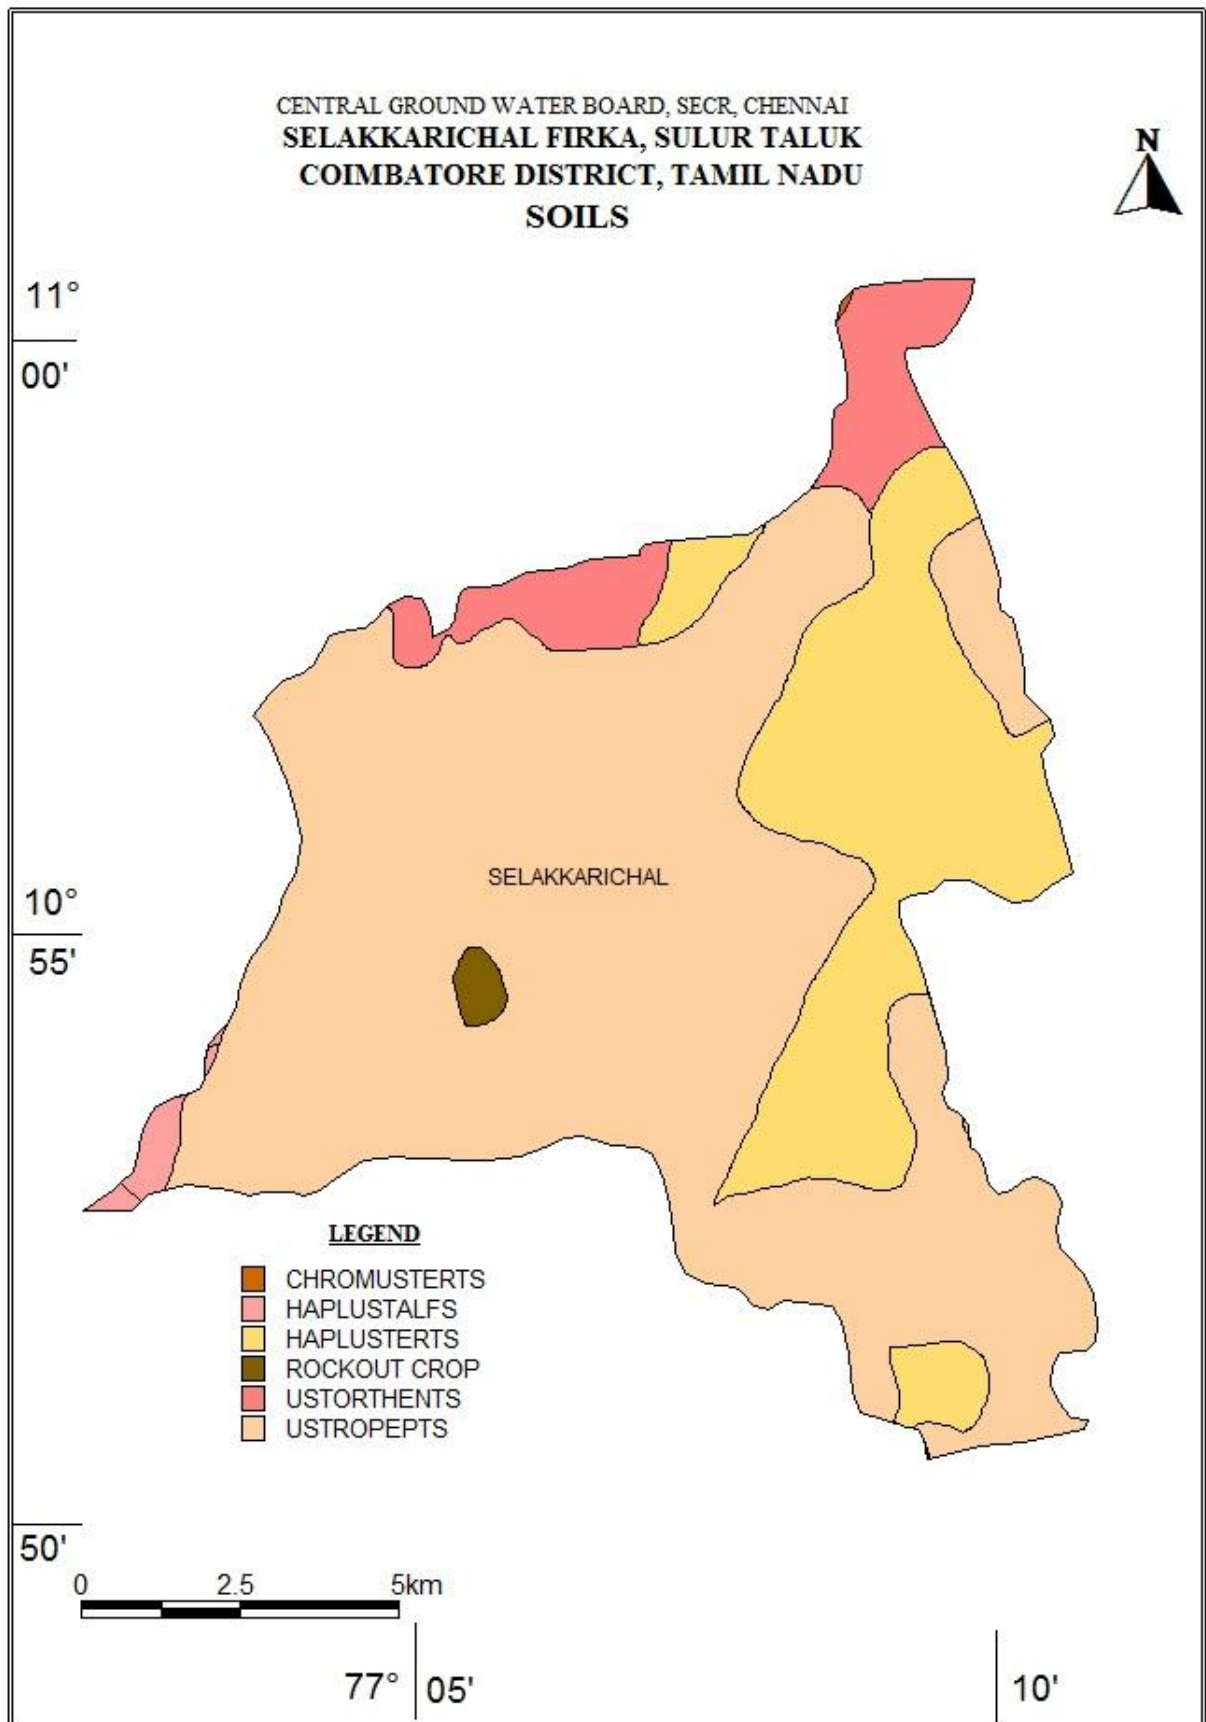 CENTRAL GROUND WATER BOARD, SECR, CHENNAI
SELAKKARICHAL FIRKA, SULUR TALUK
COIMBATORE DISTRICT, TAMIL NADU
SOILS
N
11°
00'
SELAKKARICHAL
10°
55'
LEGEND
CHROMUSTERTS
HAPLUSTALFS
HAPLUSTERTS
ROCKOUT CROP
USTORTHENTS
USTROPEPTS
50'
0 2.5 5km
77° 05' 10'